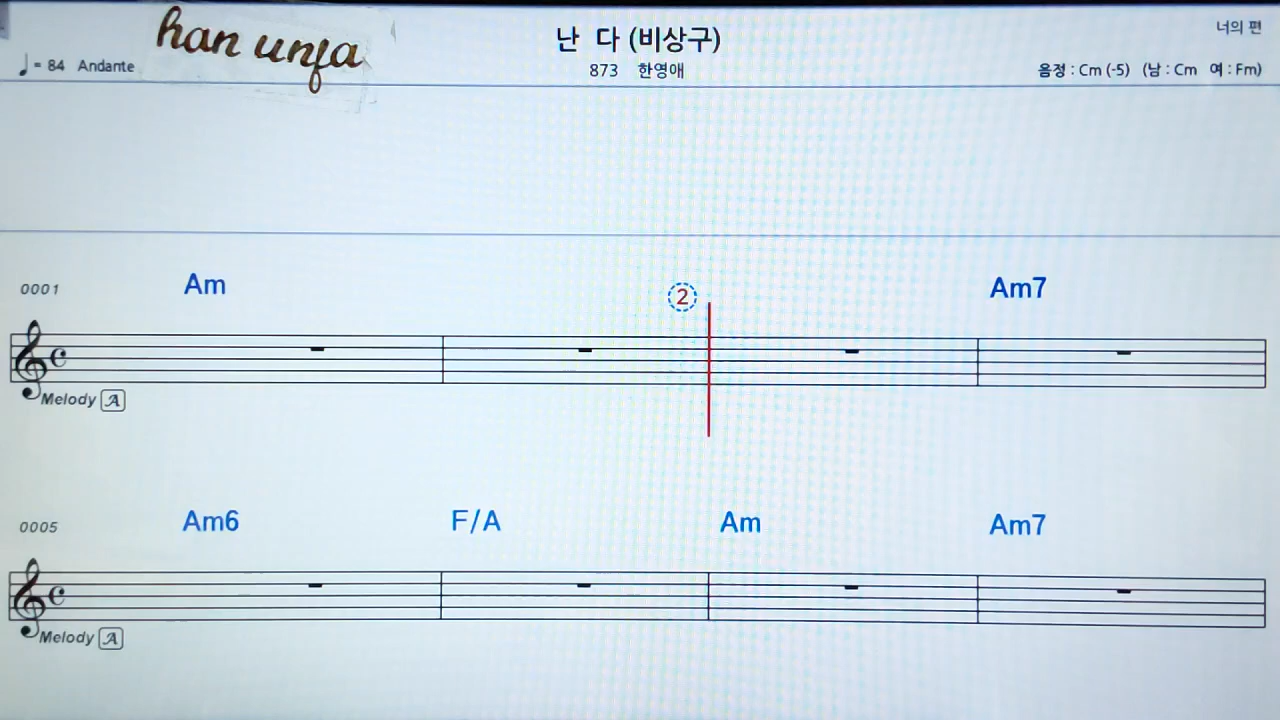 han unfa
난 다 (비상구)
너의 편
♩= 84 Andante
873 한영애
음정 : Cm (-5) (남 : Cm 여 : Fm)
0001 Am ② Am7
Melody A
0005 Am6 F/A Am Am7
Melody A